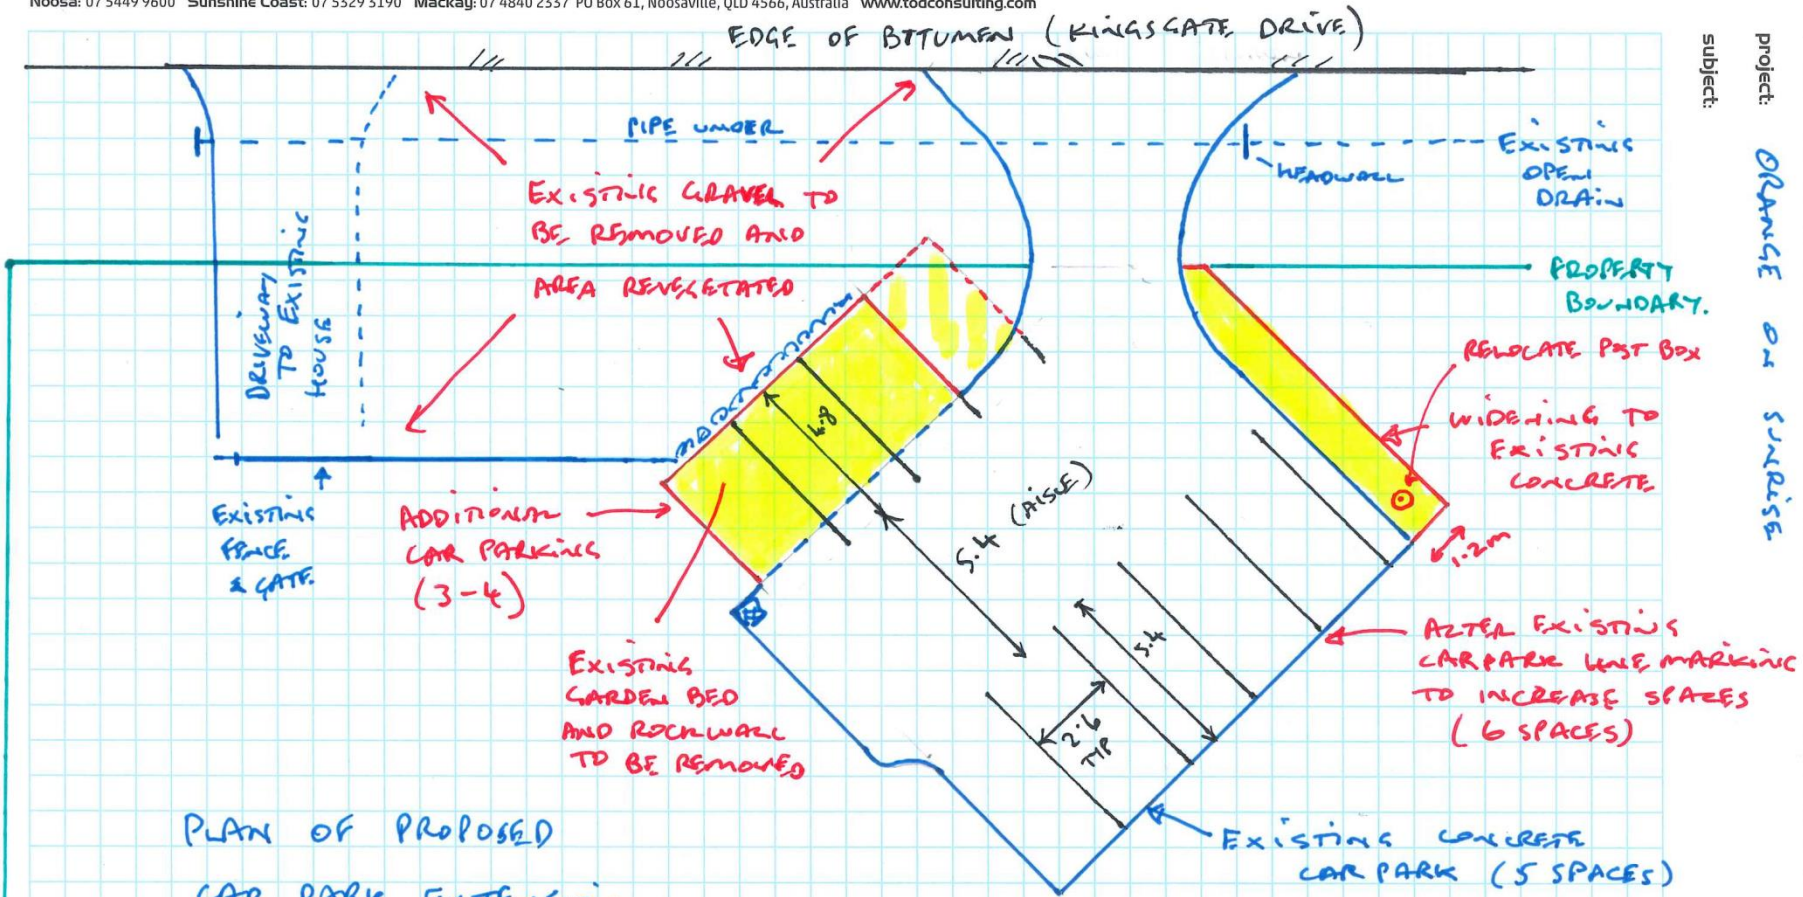 Noosa: 07 5449 9600 Sunshine Coast: 07 5329 3190 Mackay: 07 4840 2337 PO Box 61, Noosaville, QLD 4566, Australia www.todconsulting.com
project: ORANGE ON SUNRISE
subject:
EDGE OF BITUMEN (KINGSGATE DRIVE)
PIPE UNDER
HEADWALL
EXISTING
OPEN
DRAIN
EXISTING GRAVEL TO
BE REMOVED AND
AREA REVEGETATED
DRIVEWAY
TO EXISTING
HOUSE
PROPERTY
BOUNDARY.
RELOCATE POST BOX
WIDENING TO
EXISTING
CONCRETE
1.2m
4.8
5.4 (AISLE)
5.4
2.6
TYP
EXISTING
FENCE
& GATE.
ADDITIONAL
CAR PARKING
(3-4)
EXISTING
GARDEN BED
AND ROCKWALL
TO BE REMOVED
ALTER EXISTING
CARPARK LINE MARKING
TO INCREASE SPACES
(6 SPACES)
EXISTING CONCRETE
CAR PARK (5 SPACES)
PLAN OF PROPOSED
CAR PARK